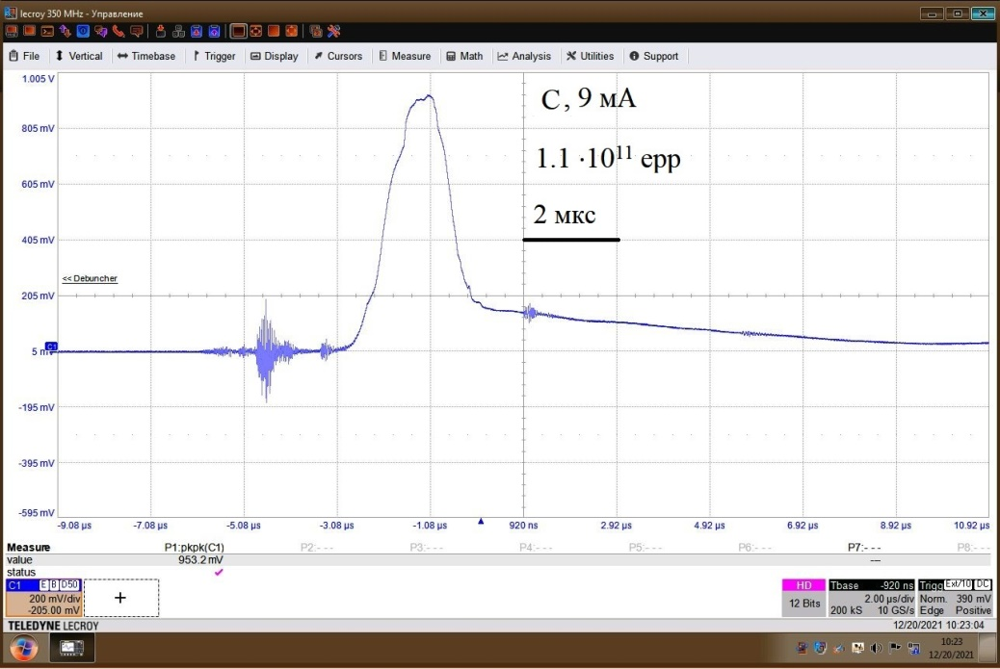 lecroy 350 MHz - Управление
File Vertical Timebase Trigger Display Cursors Measure Math Analysis Utilities Support
1.005 V
805 mV
605 mV
405 mV
205 mV
5 mV
-195 mV
-395 mV
-595 mV
C, 9 мА
1.1 ·10¹¹ epp
2 мкс
<< Debuncher
C1
-9.08 µs -7.08 µs -5.08 µs -3.08 µs -1.08 µs 920 ns 2.92 µs 4.92 µs 6.92 µs 8.92 µs 10.92 µs
Measure P1:pkpk(C1) P2:- - - P3:- - - P4:- - - P5:- - - P6:- - - P7:- - - P8:- - -
value 953.2 mV ---
status
C1 E B D50 HD Tbase -920 ns Trigg Ext/10 DC
200 mV/div + 12 Bits 2.00 µs/div Norm. 390 mV
-205.00 mV 200 kS 10 GS/s Edge Positive
TELEDYNE LECROY 12/20/2021 10:23:04
10:23
12/20/2021